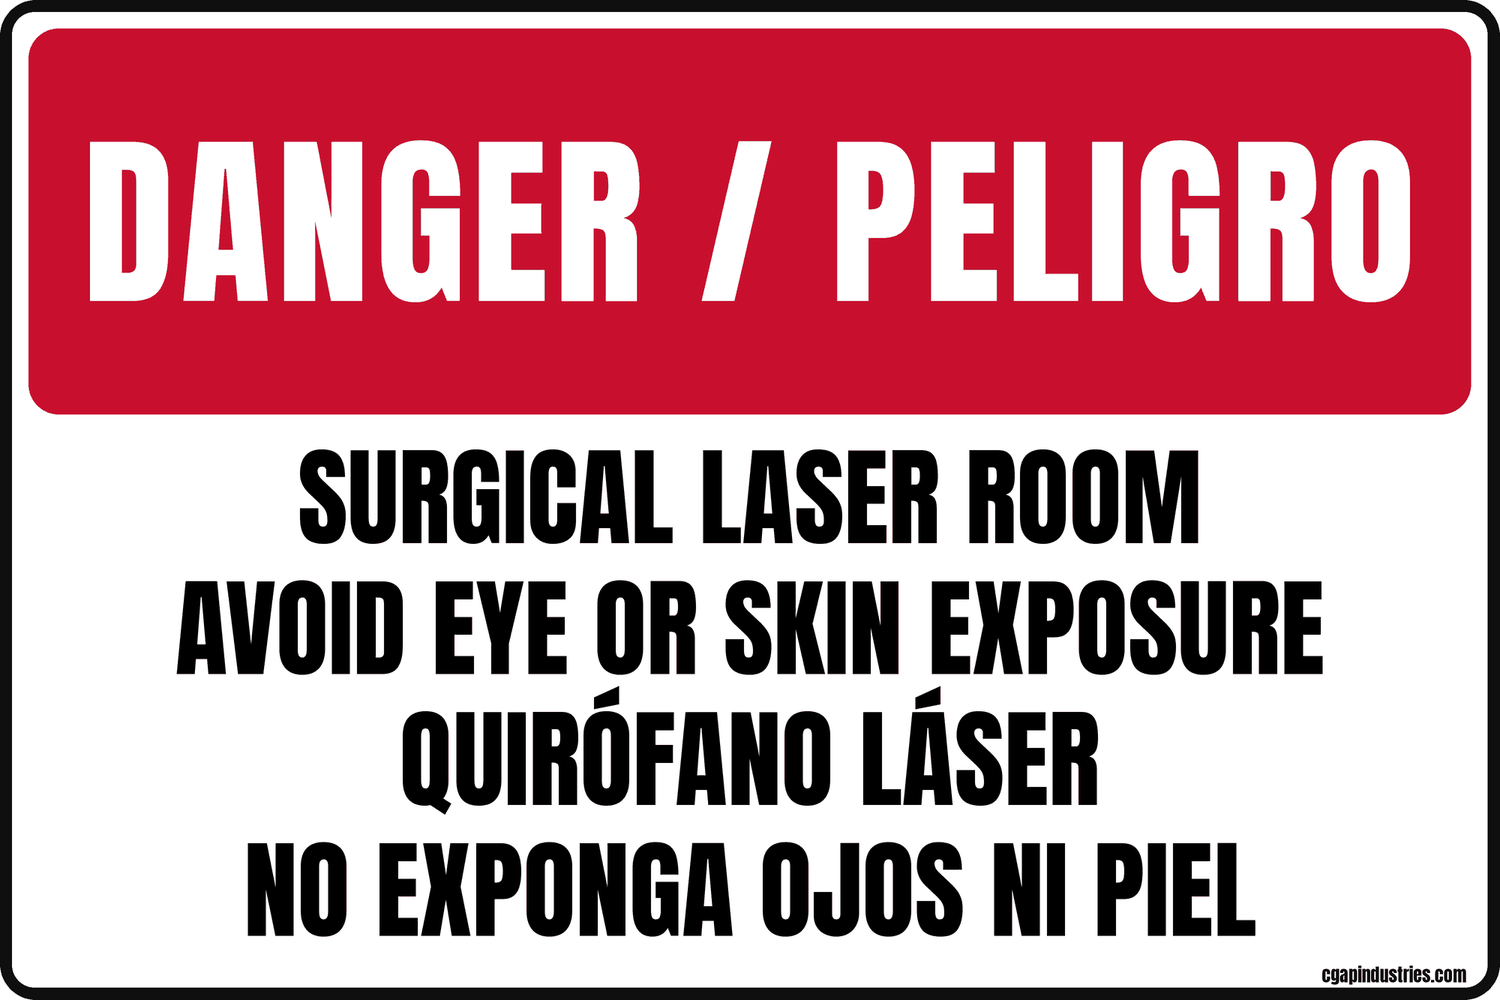 DANGER / PELIGRO
SURGICAL LASER ROOM
AVOID EYE OR SKIN EXPOSURE
QUIRÓFANO LÁSER
NO EXPONGA OJOS NI PIEL
cgapindustries.com